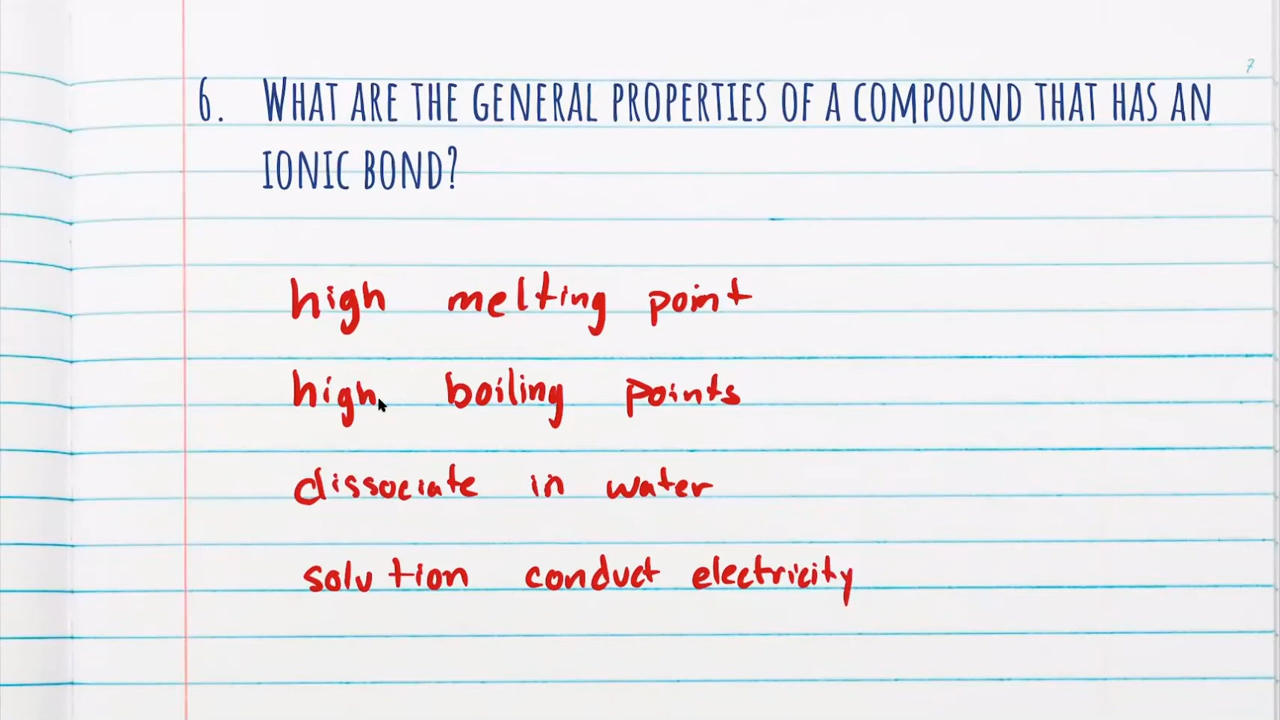 7
6. What are the general properties of a compound that has an
ionic bond?
high melting point
high boiling points
dissociate in water
solution conduct electricity